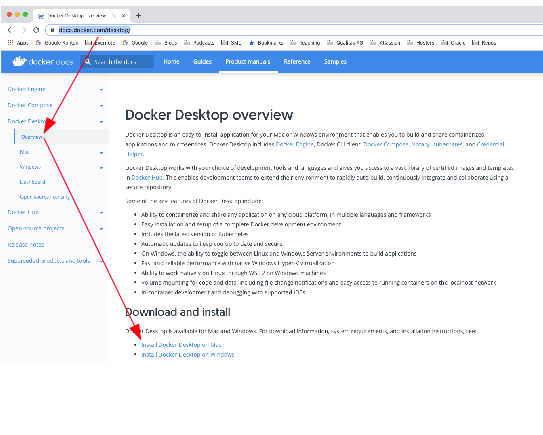 Docker Desktop overview
docs.docker.com/desktop/
Apps Google Konten Evernote Google Blogs Podcasts Bookmarks Teaching Atlassian Hosters Oracle Repos
docker docs Search the docs Home Guides Product manuals Reference Samples
Docker Engine
Docker Compose
Docker Desktop
Overview
Mac
Windows
Dashboard
Open source licensing
Docker Hub
Open-source projects
Release notes
Superseded products and tools
Docker Desktop overview
Docker Desktop is an easy-to-install application for your Mac or Windows environment that enables you to build and share containerized
applications and microservices. Docker Desktop includes Docker Engine, Docker CLI client, Docker Compose, Notary, Kubernetes, and Credential
Helper.
Docker Desktop works with your choice of development tools and languages and gives you access to a vast library of certified images and templates
in Docker Hub. This enables development teams to extend their environment to rapidly auto-build, continuously integrate and collaborate using a
secure repository.
Some of the key features of Docker Desktop include:
Ability to containerize and share any application on any cloud platform, in multiple languages and frameworks
Easy installation and setup of a complete Docker development environment
Includes the latest version of Kubernetes
Automatic updates to keep you up to date and secure
On Windows, the ability to toggle between Linux and Windows Server environments to build applications
Fast and reliable performance with native Windows Hyper-V virtualization
Ability to work natively on Linux through WSL 2 on Windows machines
Volume mounting for code and data, including file change notifications and easy access to running containers on the localhost network
In-container development and debugging with supported IDEs
Download and install
Docker Desktop is available for Mac and Windows. For download information, system requirements, and installation instructions, see:
Install Docker Desktop on Mac
Install Docker Desktop on Windows